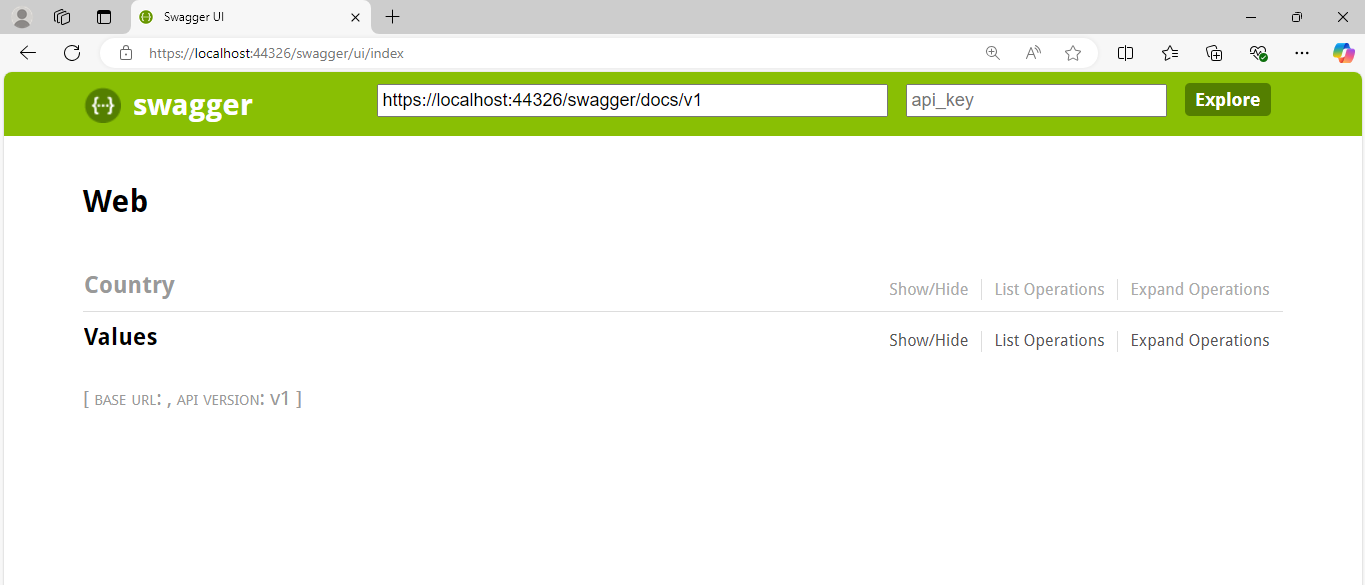 Swagger UI
https://localhost:44326/swagger/ui/index
{...} swagger
https://localhost:44326/swagger/docs/v1
api_key
Explore
Web
Country
Show/Hide
List Operations
Expand Operations
Values
Show/Hide
List Operations
Expand Operations
[ BASE URL: , API VERSION: V1 ]